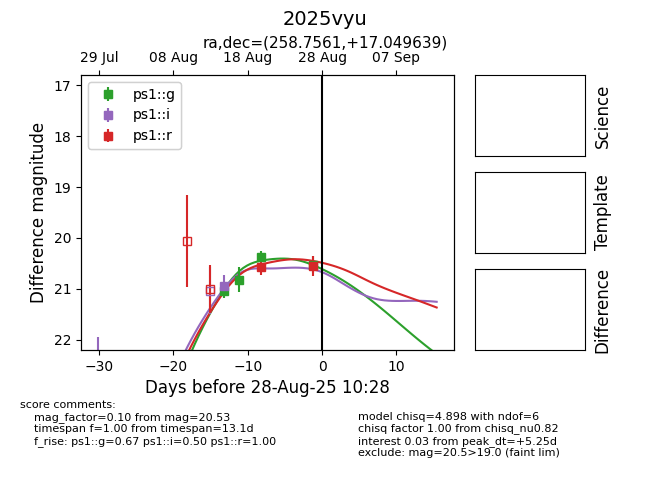 2025vyu
ra,dec=(258.7561,+17.049639)
29 Jul 08 Aug 18 Aug 28 Aug 07 Sep
17
18
19
20
21
22
Difference magnitude
ps1::g
ps1::i
ps1::r
−30 −20 −10 0 10
Days before 28-Aug-25 10:28
Science
Template
Difference
score comments:
mag_factor=0.10 from mag=20.53
timespan f=1.00 from timespan=13.1d
f_rise: ps1::g=0.67 ps1::i=0.50 ps1::r=1.00
model chisq=4.898 with ndof=6
chisq factor 1.00 from chisq_nu0.82
interest 0.03 from peak_dt=+5.25d
exclude: mag=20.5>19.0 (faint lim)